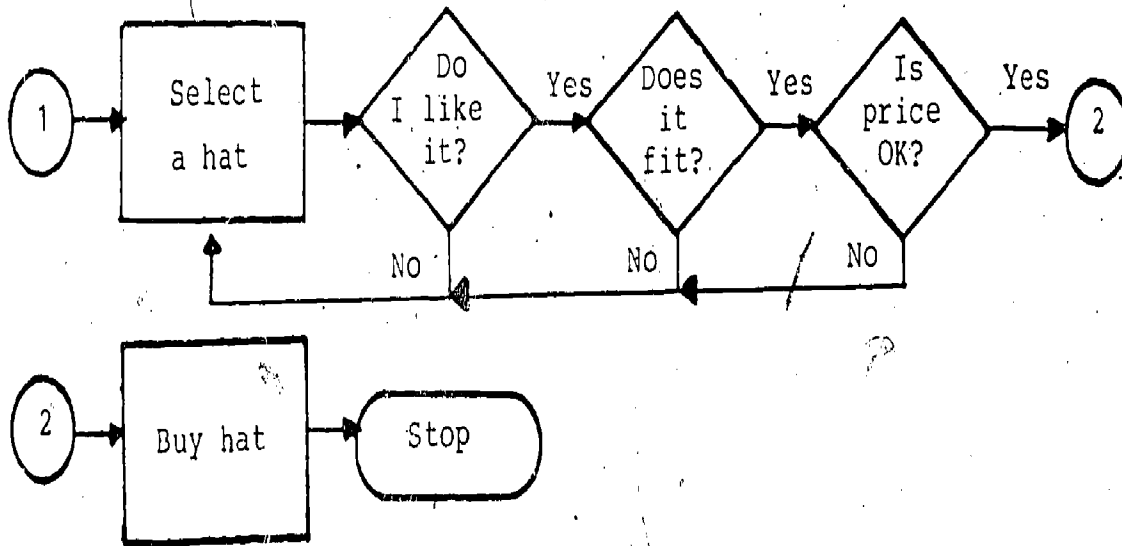 1
Select
a hat
Do
I like
it?
Yes
No
Does
it
fit?
Yes
No
Is
price
OK?
Yes
No
2
2
Buy hat
Stop